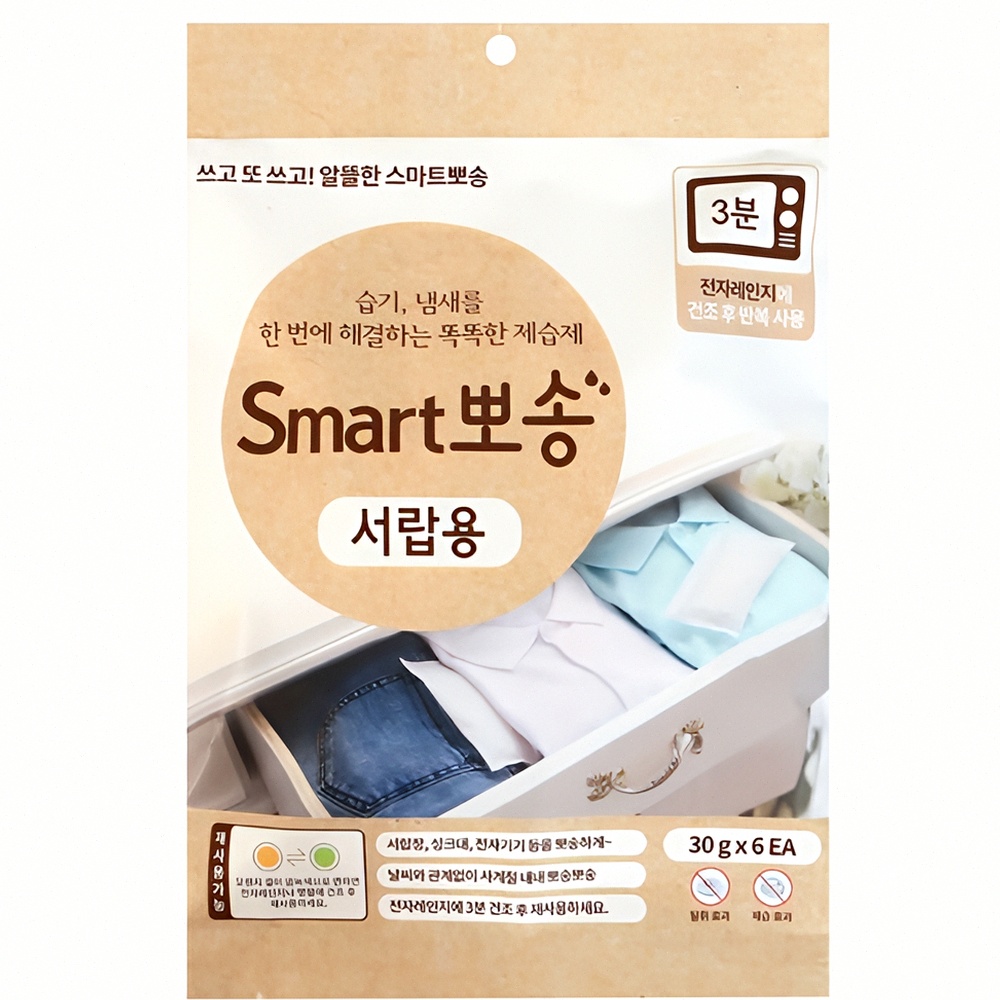 쓰고 또 쓰고! 알뜰한 스마트뽀송
3분
전자레인지에
건조 후 반복 사용
습기, 냄새를
한 번에 해결하는 똑똑한 제습제
Smart뽀송
서랍용
재사용가능
서랍장, 싱크대, 전자기기 등을 뽀송하게~
30g x 6 EA
날씨와 관계없이 사계절 내내 뽀송뽀송
전자레인지에 3분 건조 후 재사용하세요.